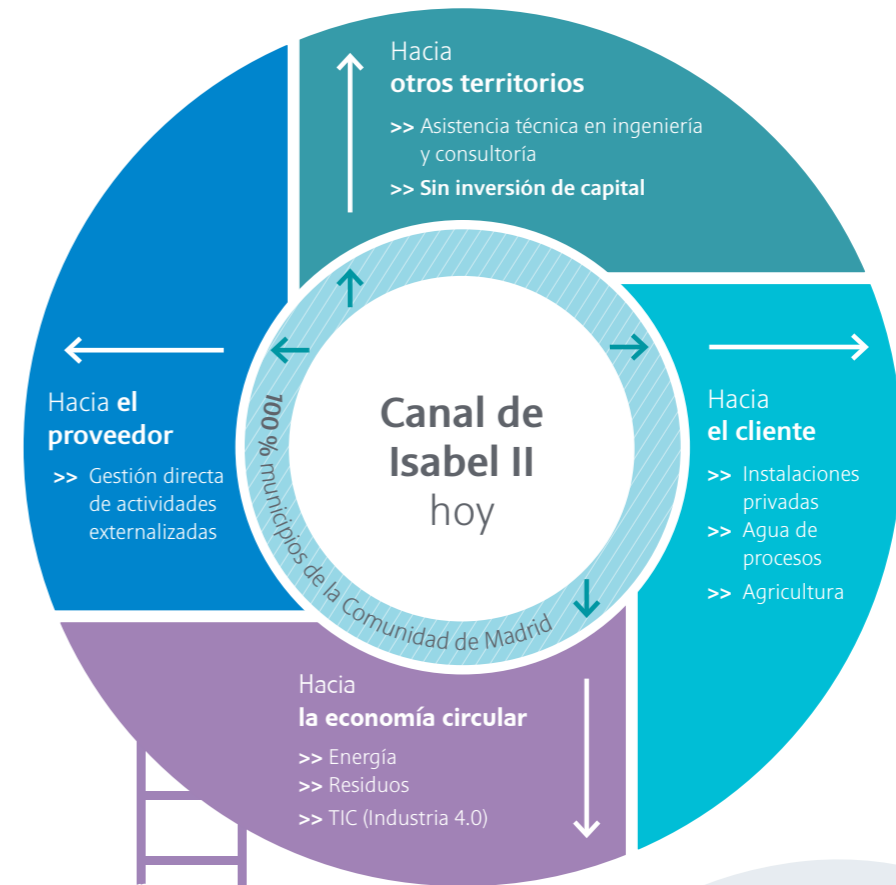 Hacia
otros territorios
>> Asistencia técnica en ingeniería
y consultoría
>> Sin inversión de capital
Hacia el
proveedor
>> Gestión directa
de actividades
externalizadas
100 % municipios de la Comunidad de Madrid
Canal de
Isabel II
hoy
Hacia
el cliente
>> Instalaciones
privadas
>> Agua de
procesos
>> Agricultura
Hacia
la economía circular
>> Energía
>> Residuos
>> TIC (Industria 4.0)